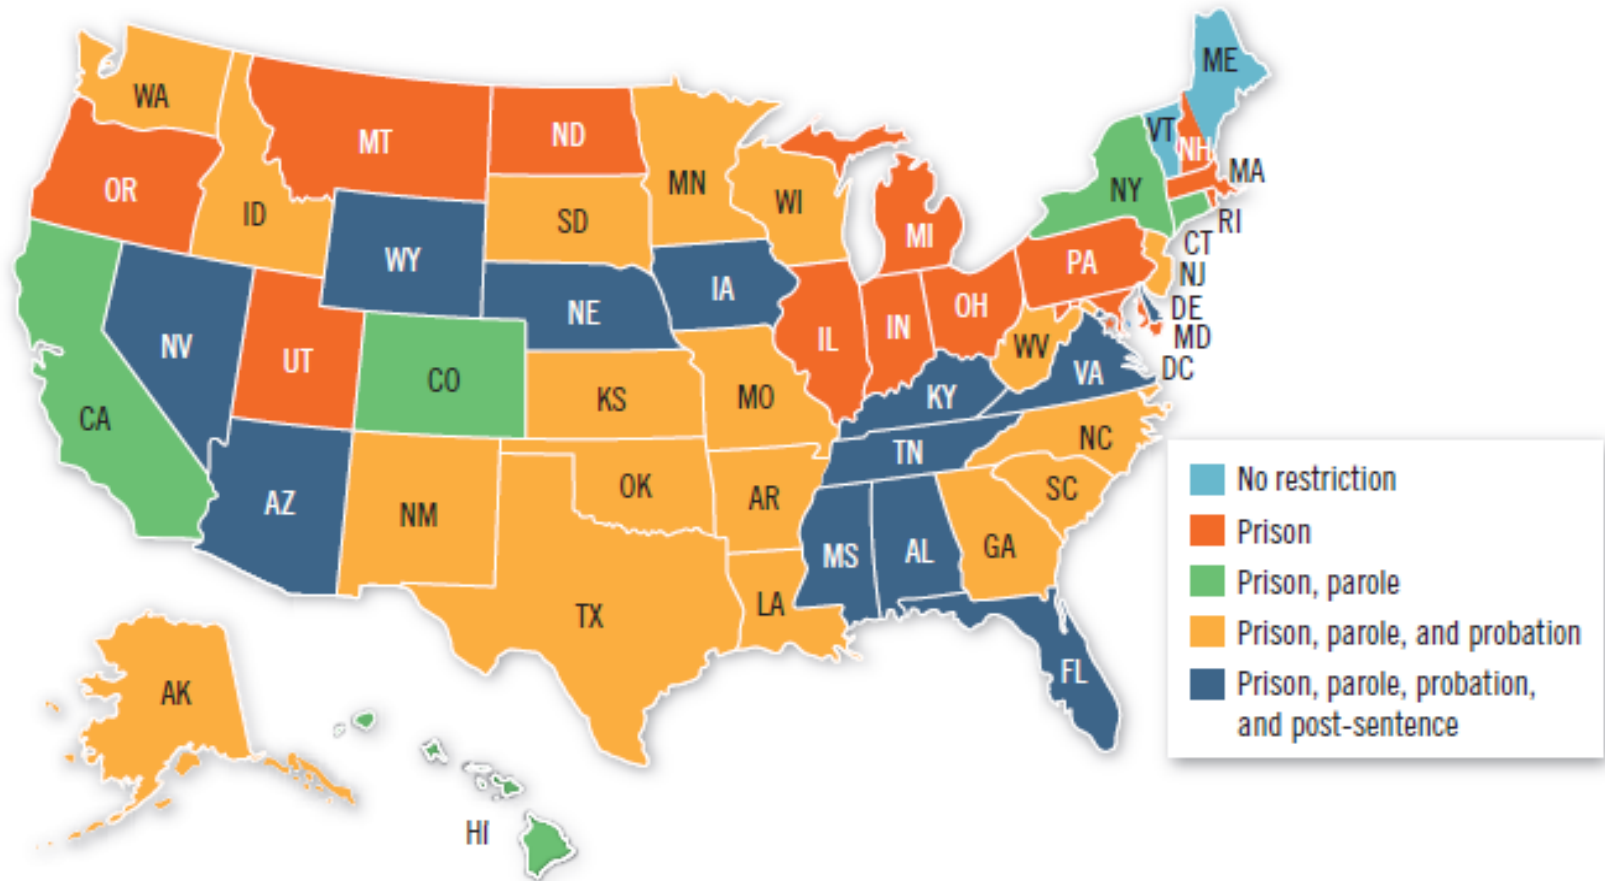 ME
WA
VT
MT
ND
NH
MA
OR
MN
NY
ID
WI
SD
RI
MI
CT
WY
PA
NJ
IA
DE
NE
OH
IN
MD
NV
IL
WV
UT
DC
VA
CO
KS
MO
KY
CA
NC
TN
OK
SC
AR
AZ
NM
GA
MS
AL
LA
TX
FL
AK
HI
No restriction
Prison
Prison, parole
Prison, parole, and probation
Prison, parole, probation,
and post-sentence